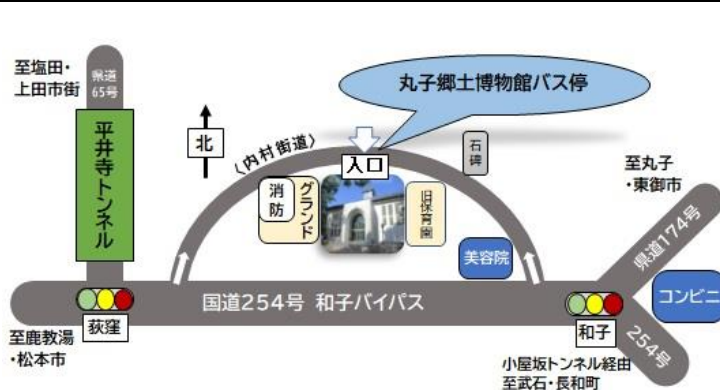 至塩田・
上田市街
県道
65号
平井寺トンネル
北
〈内村街道〉
丸子郷土博物館バス停
入口
石碑
消防
グランド
旧保育園
美容院
至丸子
・東御市
県道174号
コンビニ
国道254号 和子バイパス
荻窪
和子
254号
至鹿教湯
・松本市
小屋坂トンネル経由
至武石・長和町